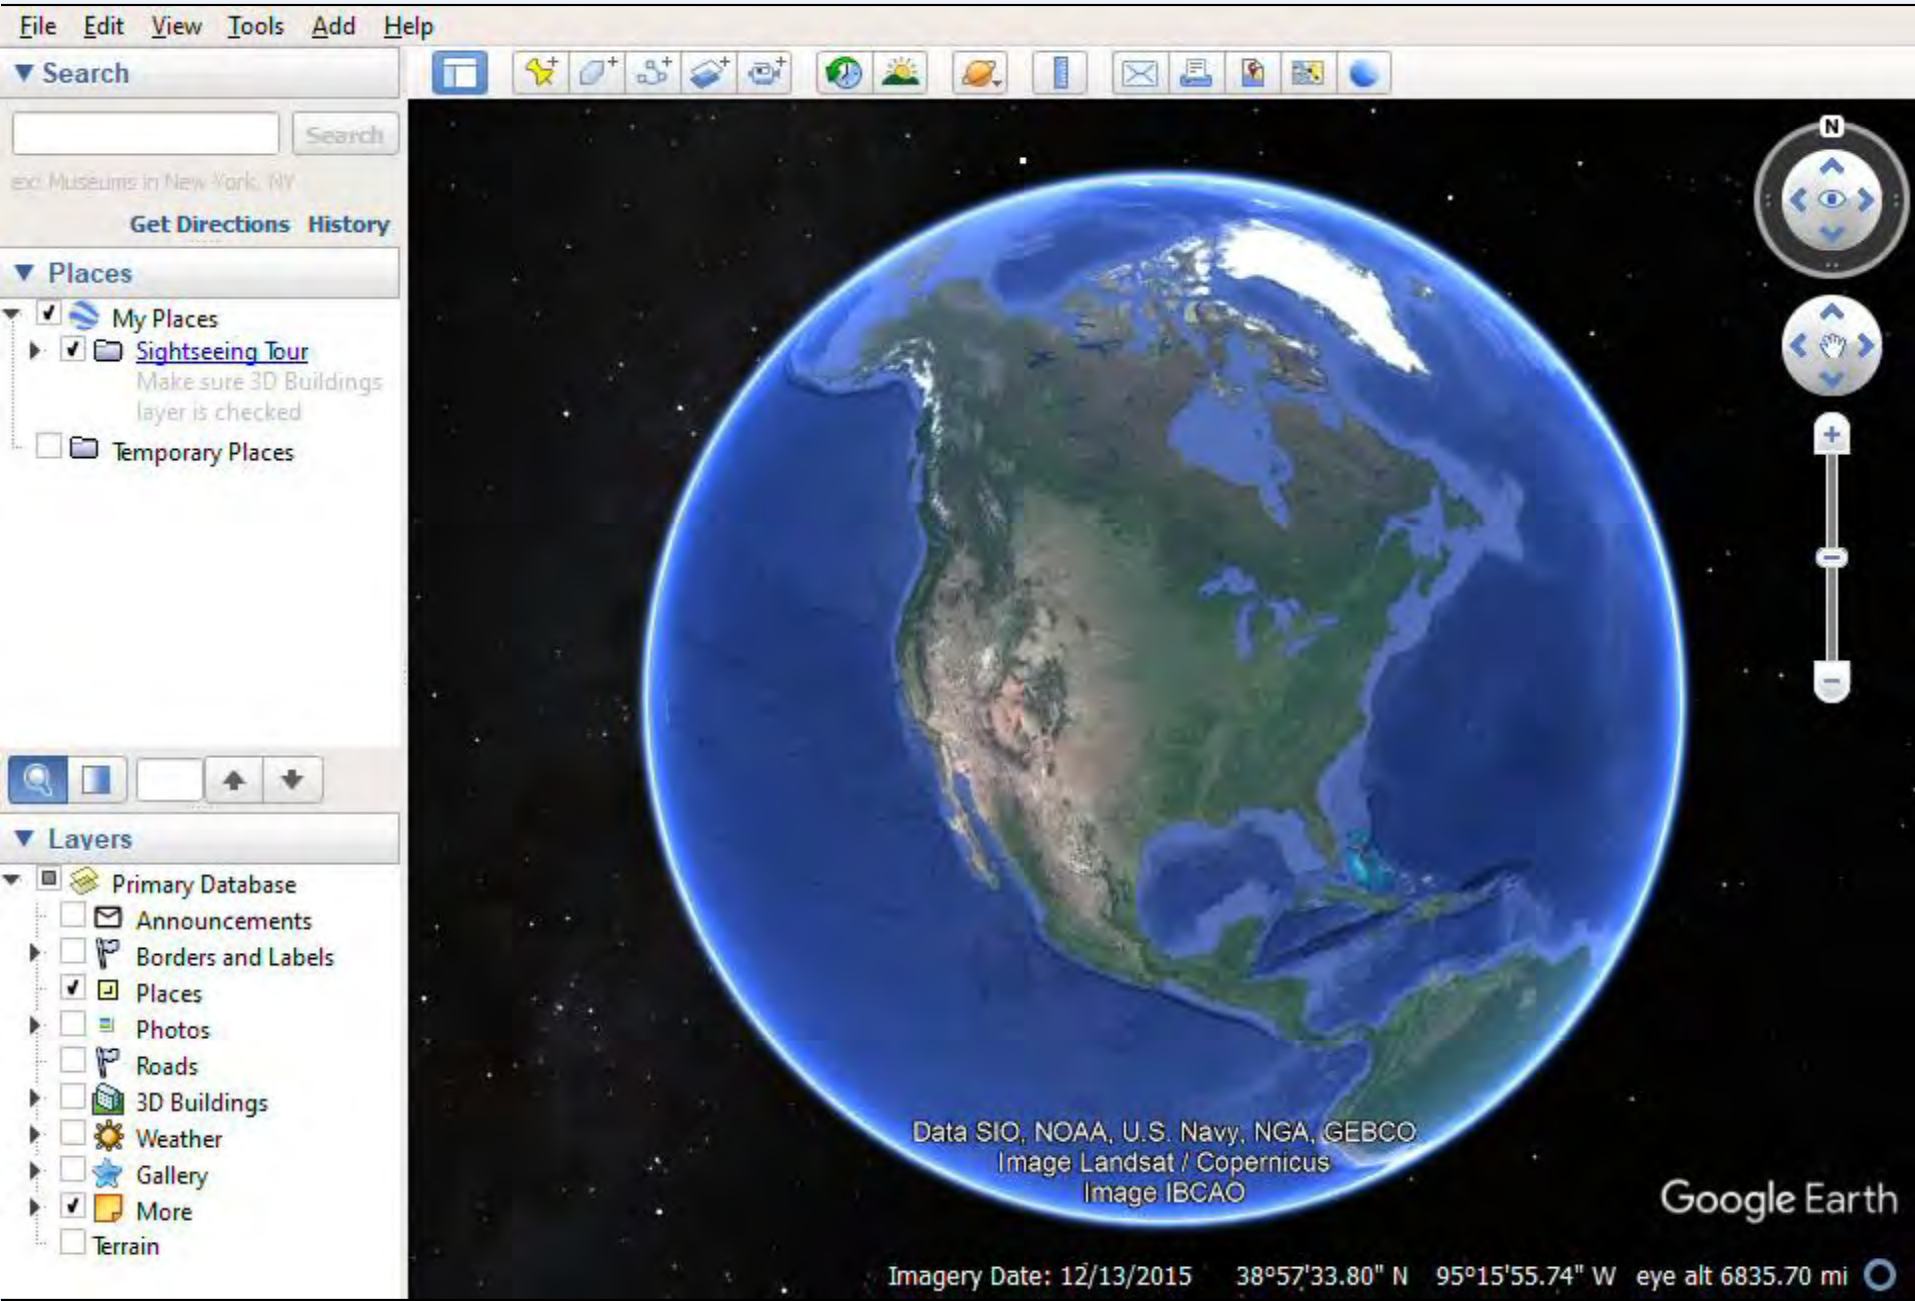 File Edit View Tools Add Help
Search
Search
ex: Museums in New York, NY
Get Directions History
Places
My Places
Sightseeing Tour
Make sure 3D Buildings
layer is checked
Temporary Places
Layers
Primary Database
Announcements
Borders and Labels
Places
Photos
Roads
3D Buildings
Weather
Gallery
More
Terrain
N
Data SIO, NOAA, U.S. Navy, NGA, GEBCO
Image Landsat / Copernicus
Image IBCAO
Google Earth
Imagery Date: 12/13/2015 38°57'33.80" N 95°15'55.74" W eye alt 6835.70 mi